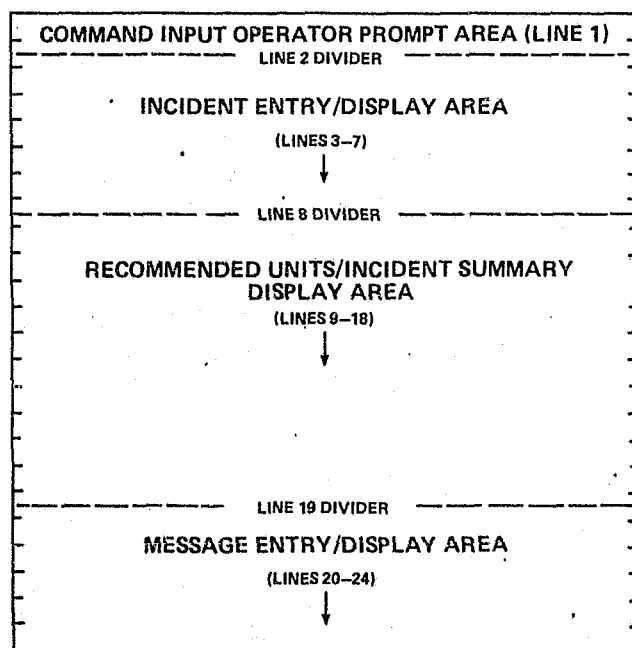 COMMAND INPUT OPERATOR PROMPT AREA (LINE 1)
LINE 2 DIVIDER
INCIDENT ENTRY/DISPLAY AREA
(LINES 3–7)
LINE 8 DIVIDER
RECOMMENDED UNITS/INCIDENT SUMMARY
DISPLAY AREA
(LINES 9–18)
LINE 19 DIVIDER
MESSAGE ENTRY/DISPLAY AREA
(LINES 20–24)